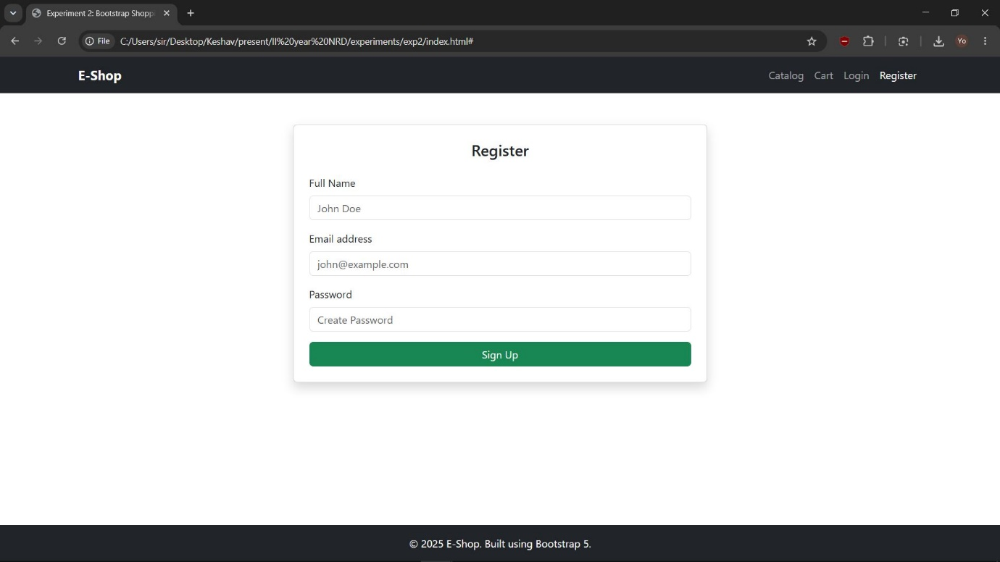 Experiment 2: Bootstrap Shopp
File C:/Users/sir/Desktop/Keshav/present/II%20year%20NRD/experiments/exp2/index.html# Yo
E-Shop Catalog Cart Login Register
Register
Full Name
John Doe
Email address
john@example.com
Password
Create Password
Sign Up
© 2025 E-Shop. Built using Bootstrap 5.